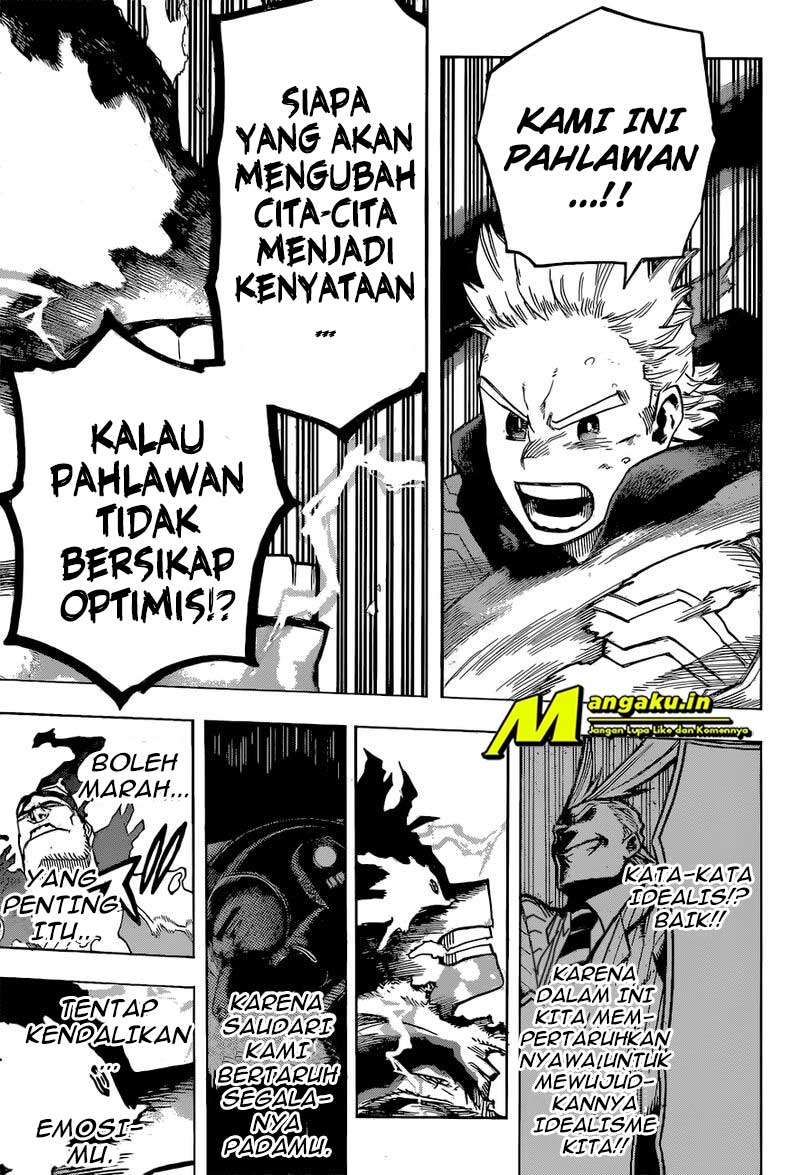 KAMI INI
PAHLAWAN
...!!
SIAPA
YANG AKAN
MENGUBAH
CITA-CITA
MENJADI
KENYATAAN
...
KALAU
PAHLAWAN
TIDAK
BERSIKAP
OPTIMIS!?
Mangaku.in
Jangan Lupa Like dan Komennya
KATA-KATA
IDEALIS!?
BAIK!!
KARENA
DALAM INI
KITA MEM-
PERTARUHKAN
NYAWA UNTUK
MEWUJUD-
KANNYA
IDEALISME
KITA!!
KARENA
SAUDARI
KAMI
BERTARUH
SEGALA-
NYA
PADAMU.
BOLEH
MARAH...
YANG
PENTING
ITU...
TENTAP
KENDALIKAN
....
EMOSI-
MU.